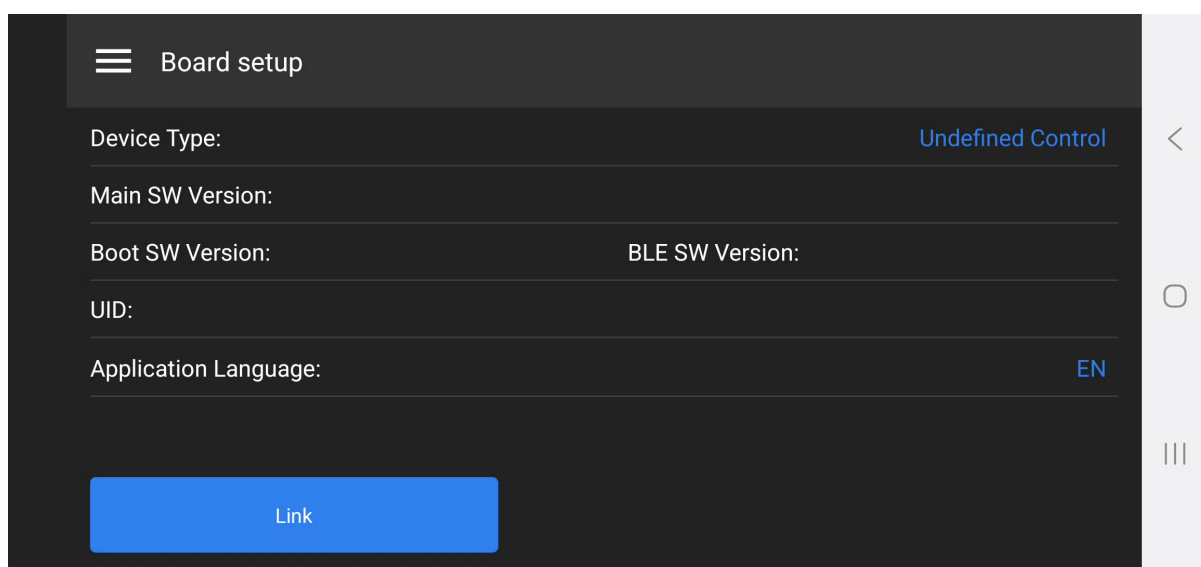 Board setup
Device Type: Undefined Control
Main SW Version:
Boot SW Version: BLE SW Version:
UID:
Application Language: EN
Link